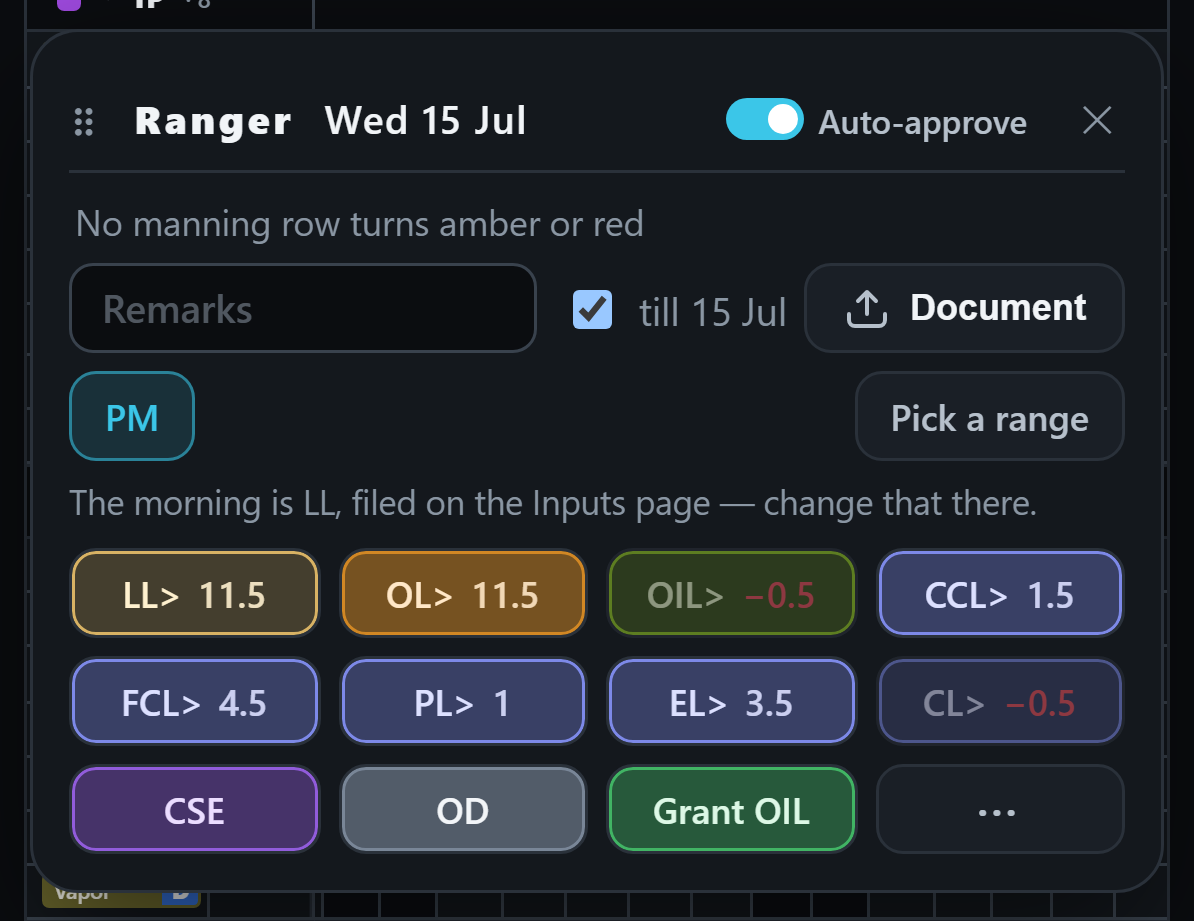 Ranger Wed 15 Jul Auto-approve
No manning row turns amber or red
Remarks till 15 Jul Document
PM Pick a range
The morning is LL, filed on the Inputs page — change that there.
LL> 11.5 OL> 11.5 OIL> −0.5 CCL> 1.5
FCL> 4.5 PL> 1 EL> 3.5 CL> −0.5
CSE OD Grant OIL ...
Vapor